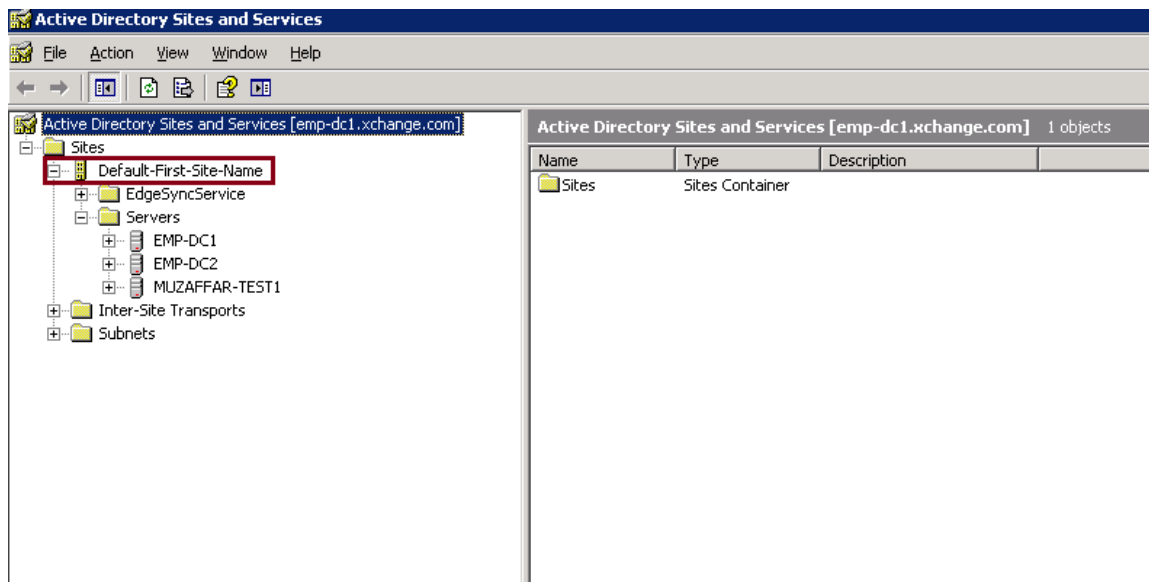 Active Directory Sites and Services
File Action View Window Help
Active Directory Sites and Services [emp-dc1.xchange.com]
Sites
Default-First-Site-Name
EdgeSyncService
Servers
EMP-DC1
EMP-DC2
MUZAFFAR-TEST1
Inter-Site Transports
Subnets
Active Directory Sites and Services [emp-dc1.xchange.com] 1 objects
Name Type Description
Sites Sites Container